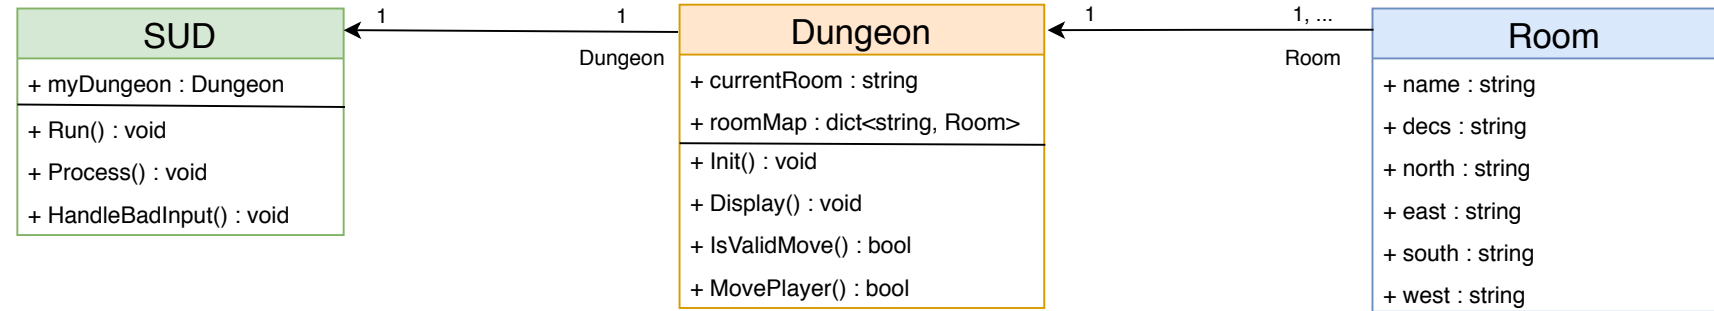 SUD
+ myDungeon : Dungeon
+ Run() : void
+ Process() : void
+ HandleBadInput() : void
1
1
Dungeon
Dungeon
+ currentRoom : string
+ roomMap : dict<string, Room>
+ Init() : void
+ Display() : void
+ IsValidMove() : bool
+ MovePlayer() : bool
1
1, ...
Room
Room
+ name : string
+ decs : string
+ north : string
+ east : string
+ south : string
+ west : string